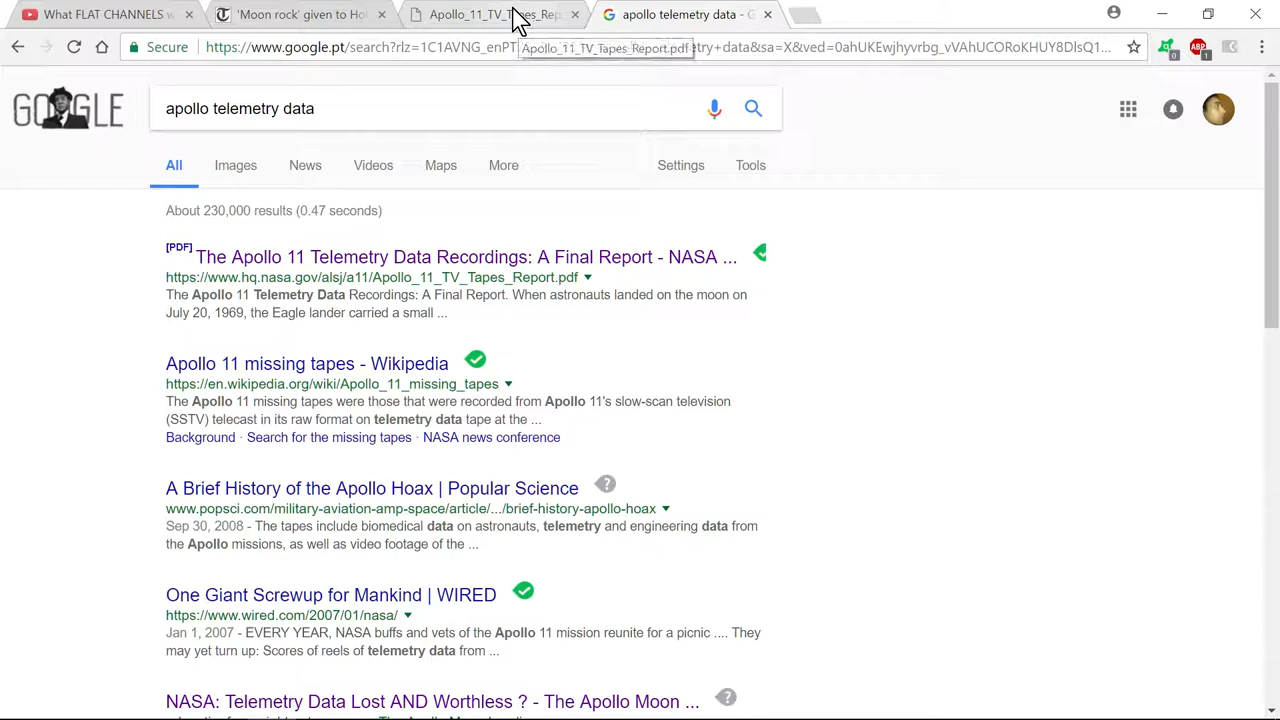 What FLAT CHANNELS w
'Moon rock' given to Hol
Apollo_11_TV_Tapes_Rep
apollo telemetry data - G
Secure
https://www.google.pt/search?rlz=1C1AVNG_enPT
Apollo_11_TV_Tapes_Report.pdf
etry+data&sa=X&ved=0ahUKEwjhyvrbg_vVAhUCORoKHUY8DlsQ1...
ABP
0
1
GOOGLE
apollo telemetry data
All
Images
News
Videos
Maps
More
Settings
Tools
About 230,000 results (0.47 seconds)
[PDF] The Apollo 11 Telemetry Data Recordings: A Final Report - NASA ...
https://www.hq.nasa.gov/alsj/a11/Apollo_11_TV_Tapes_Report.pdf
The Apollo 11 Telemetry Data Recordings: A Final Report. When astronauts landed on the moon on
July 20, 1969, the Eagle lander carried a small ...
Apollo 11 missing tapes - Wikipedia
https://en.wikipedia.org/wiki/Apollo_11_missing_tapes
The Apollo 11 missing tapes were those that were recorded from Apollo 11's slow-scan television
(SSTV) telecast in its raw format on telemetry data tape at the ...
Background · Search for the missing tapes · NASA news conference
A Brief History of the Apollo Hoax | Popular Science
www.popsci.com/military-aviation-amp-space/article/.../brief-history-apollo-hoax
Sep 30, 2008 - The tapes include biomedical data on astronauts, telemetry and engineering data from
the Apollo missions, as well as video footage of the ...
One Giant Screwup for Mankind | WIRED
https://www.wired.com/2007/01/nasa/
Jan 1, 2007 - EVERY YEAR, NASA buffs and vets of the Apollo 11 mission reunite for a picnic .... They
may yet turn up: Scores of reels of telemetry data from ...
NASA: Telemetry Data Lost AND Worthless ? - The Apollo Moon ...